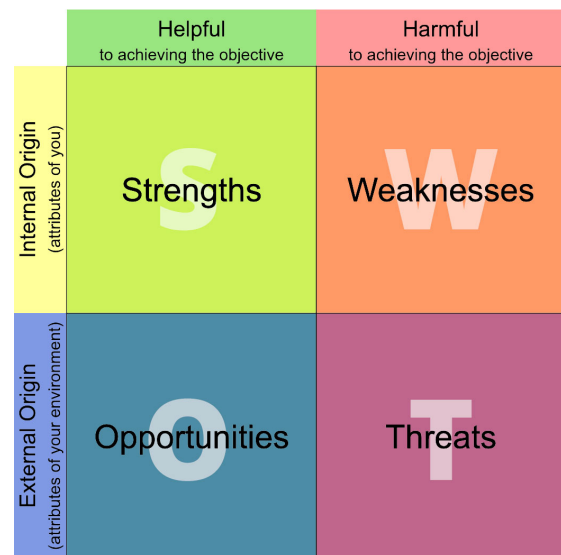 Helpful
to achieving the objective
Harmful
to achieving the objective
Internal Origin
(attributes of you)
S
Strengths
W
Weaknesses
External Origin
(attributes of your environment)
O
Opportunities
T
Threats